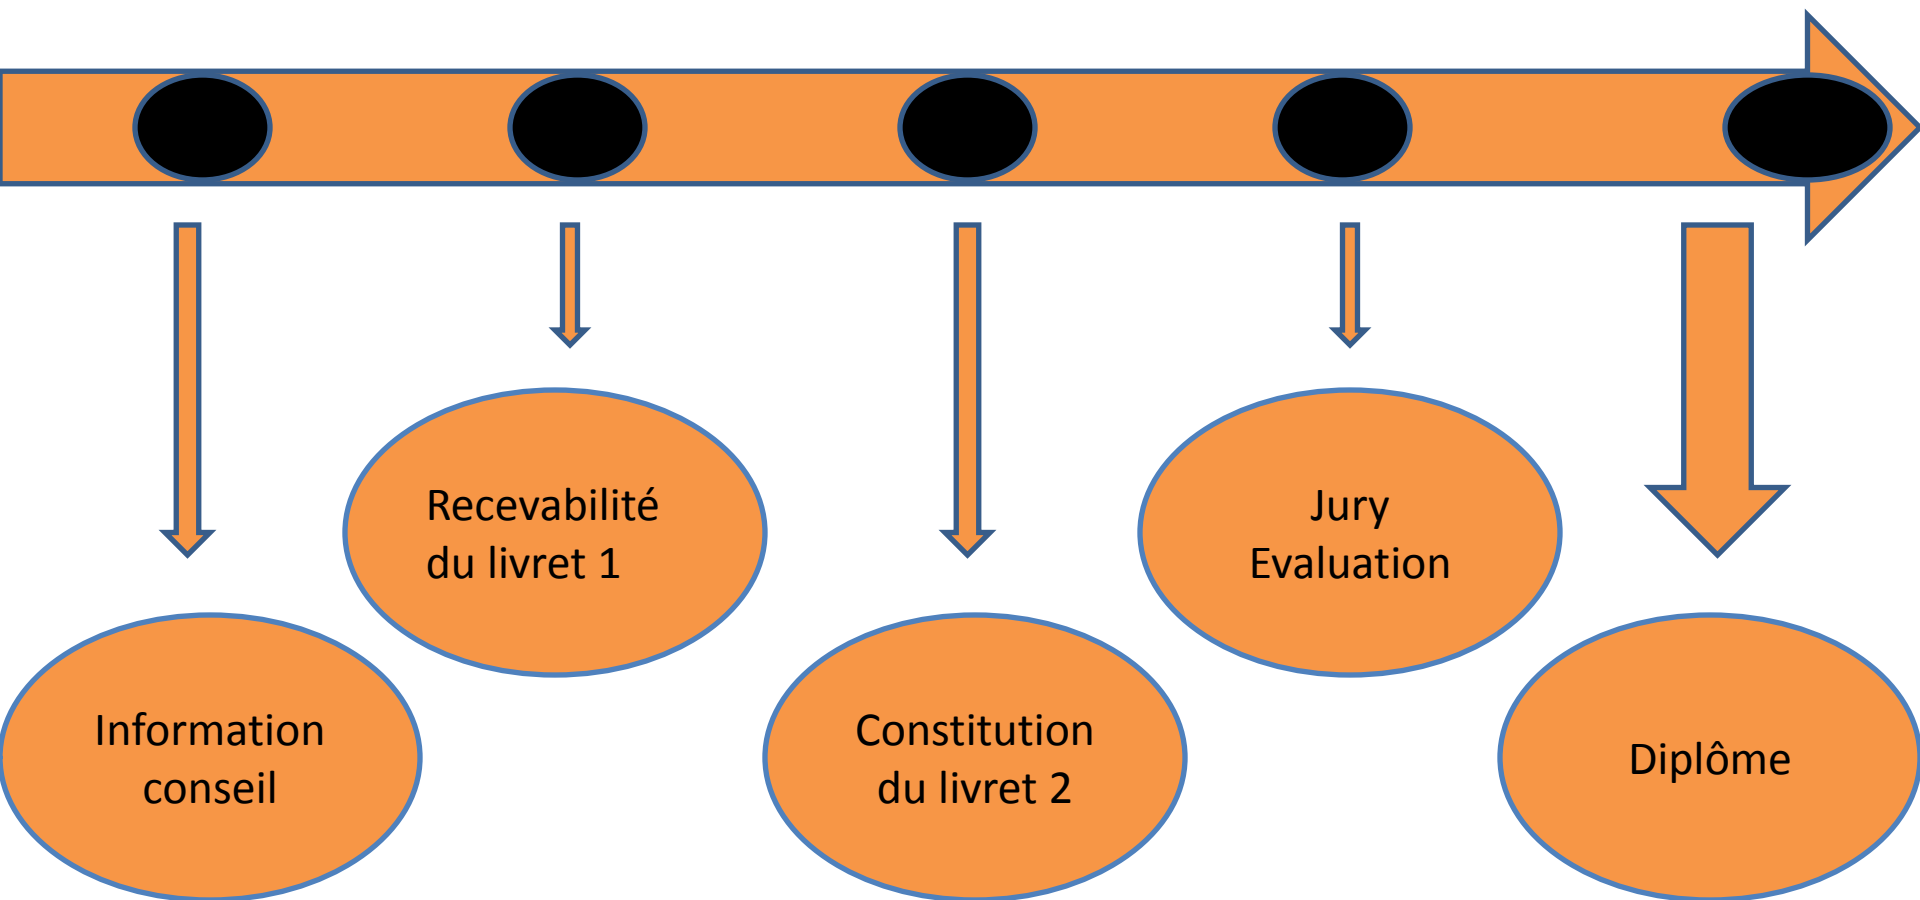 Information
conseil
Recevabilité
du livret 1
Constitution
du livret 2
Jury
Evaluation
Diplôme